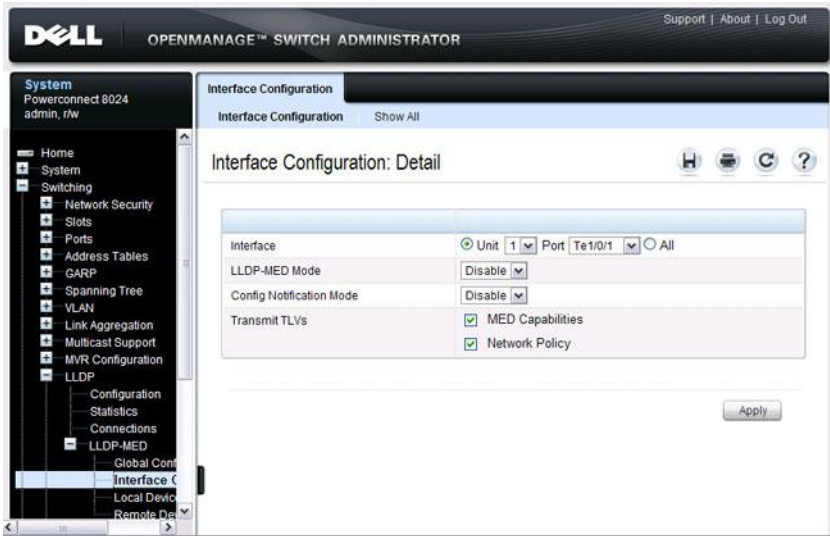 Support | About | Log Out
DELL OPENMANAGE™ SWITCH ADMINISTRATOR
System
Powerconnect 8024
admin, r/w
Home
System
Switching
Network Security
Slots
Ports
Address Tables
GARP
Spanning Tree
VLAN
Link Aggregation
Multicast Support
MVR Configuration
LLDP
Configuration
Statistics
Connections
LLDP-MED
Global Conf
Interface C
Local Device
Remote De
Interface Configuration
Interface Configuration Show All
Interface Configuration: Detail
Interface Unit 1 Port Te1/0/1 All
LLDP-MED Mode Disable
Config Notification Mode Disable
Transmit TLVs MED Capabilities
Network Policy
Apply